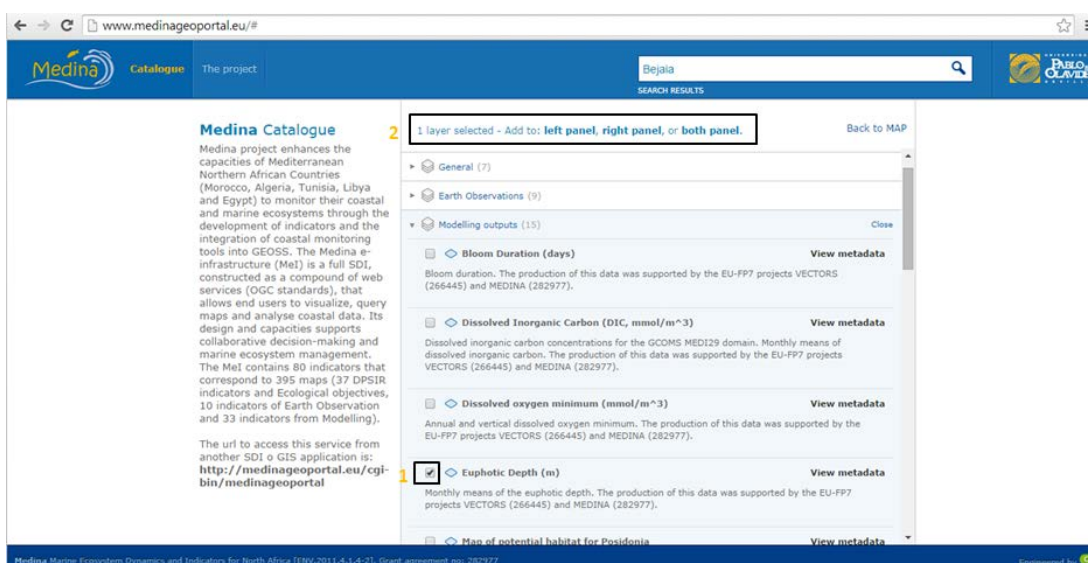 www.medinageoportal.eu/#
Medina
Catalogue
The project
Bejaia
SEARCH RESULTS
PABLO
OLAVIDE
Medina Catalogue
Medina project enhances the
capacities of Mediterranean
Northern African Countries
(Morocco, Algeria, Tunisia, Libya
and Egypt) to monitor their coastal
and marine ecosystems through the
development of indicators and the
integration of coastal monitoring
tools into GEOSS. The Medina e-
infrastructure (MeI) is a full SDI,
constructed as a compound of web
services (OGC standards), that
allows end users to visualize, query
maps and analyse coastal data. Its
design and capacities supports
collaborative decision-making and
marine ecosystem management.
The MeI contains 80 indicators that
correspond to 395 maps (37 DPSIR
indicators and Ecological objectives,
10 indicators of Earth Observation
and 33 indicators from Modelling).
The url to access this service from
another SDI o GIS application is:
http://medinageoportal.eu/cgi-
bin/medinageoportal
2
1 layer selected - Add to: left panel, right panel, or both panel.
Back to MAP
General (7)
Earth Observations (9)
Modelling outputs (15)
Close
Bloom Duration (days)
View metadata
Bloom duration. The production of this data was supported by the EU-FP7 projects VECTORS
(266445) and MEDINA (282977).
Dissolved Inorganic Carbon (DIC, mmol/m^3)
View metadata
Dissolved inorganic carbon concentrations for the GCOMS MEDI29 domain. Monthly means of
dissolved inorganic carbon. The production of this data was supported by the EU-FP7 projects
VECTORS (266445) and MEDINA (282977).
Dissolved oxygen minimum (mmol/m^3)
View metadata
Annual and vertical dissolved oxygen minimum. The production of this data was supported by the
EU-FP7 projects VECTORS (266445) and MEDINA (282977).
1
Euphotic Depth (m)
View metadata
Monthly means of the euphotic depth. The production of this data was supported by the EU-FP7
projects VECTORS (266445) and MEDINA (282977).
Map of potential habitat for Posidonia
View metadata
Medina Marine Ecosystem Dynamics and Indicators for North Africa [ENV.2011.4.1.4-2]. Grant agreement no: 282977
Engineered by